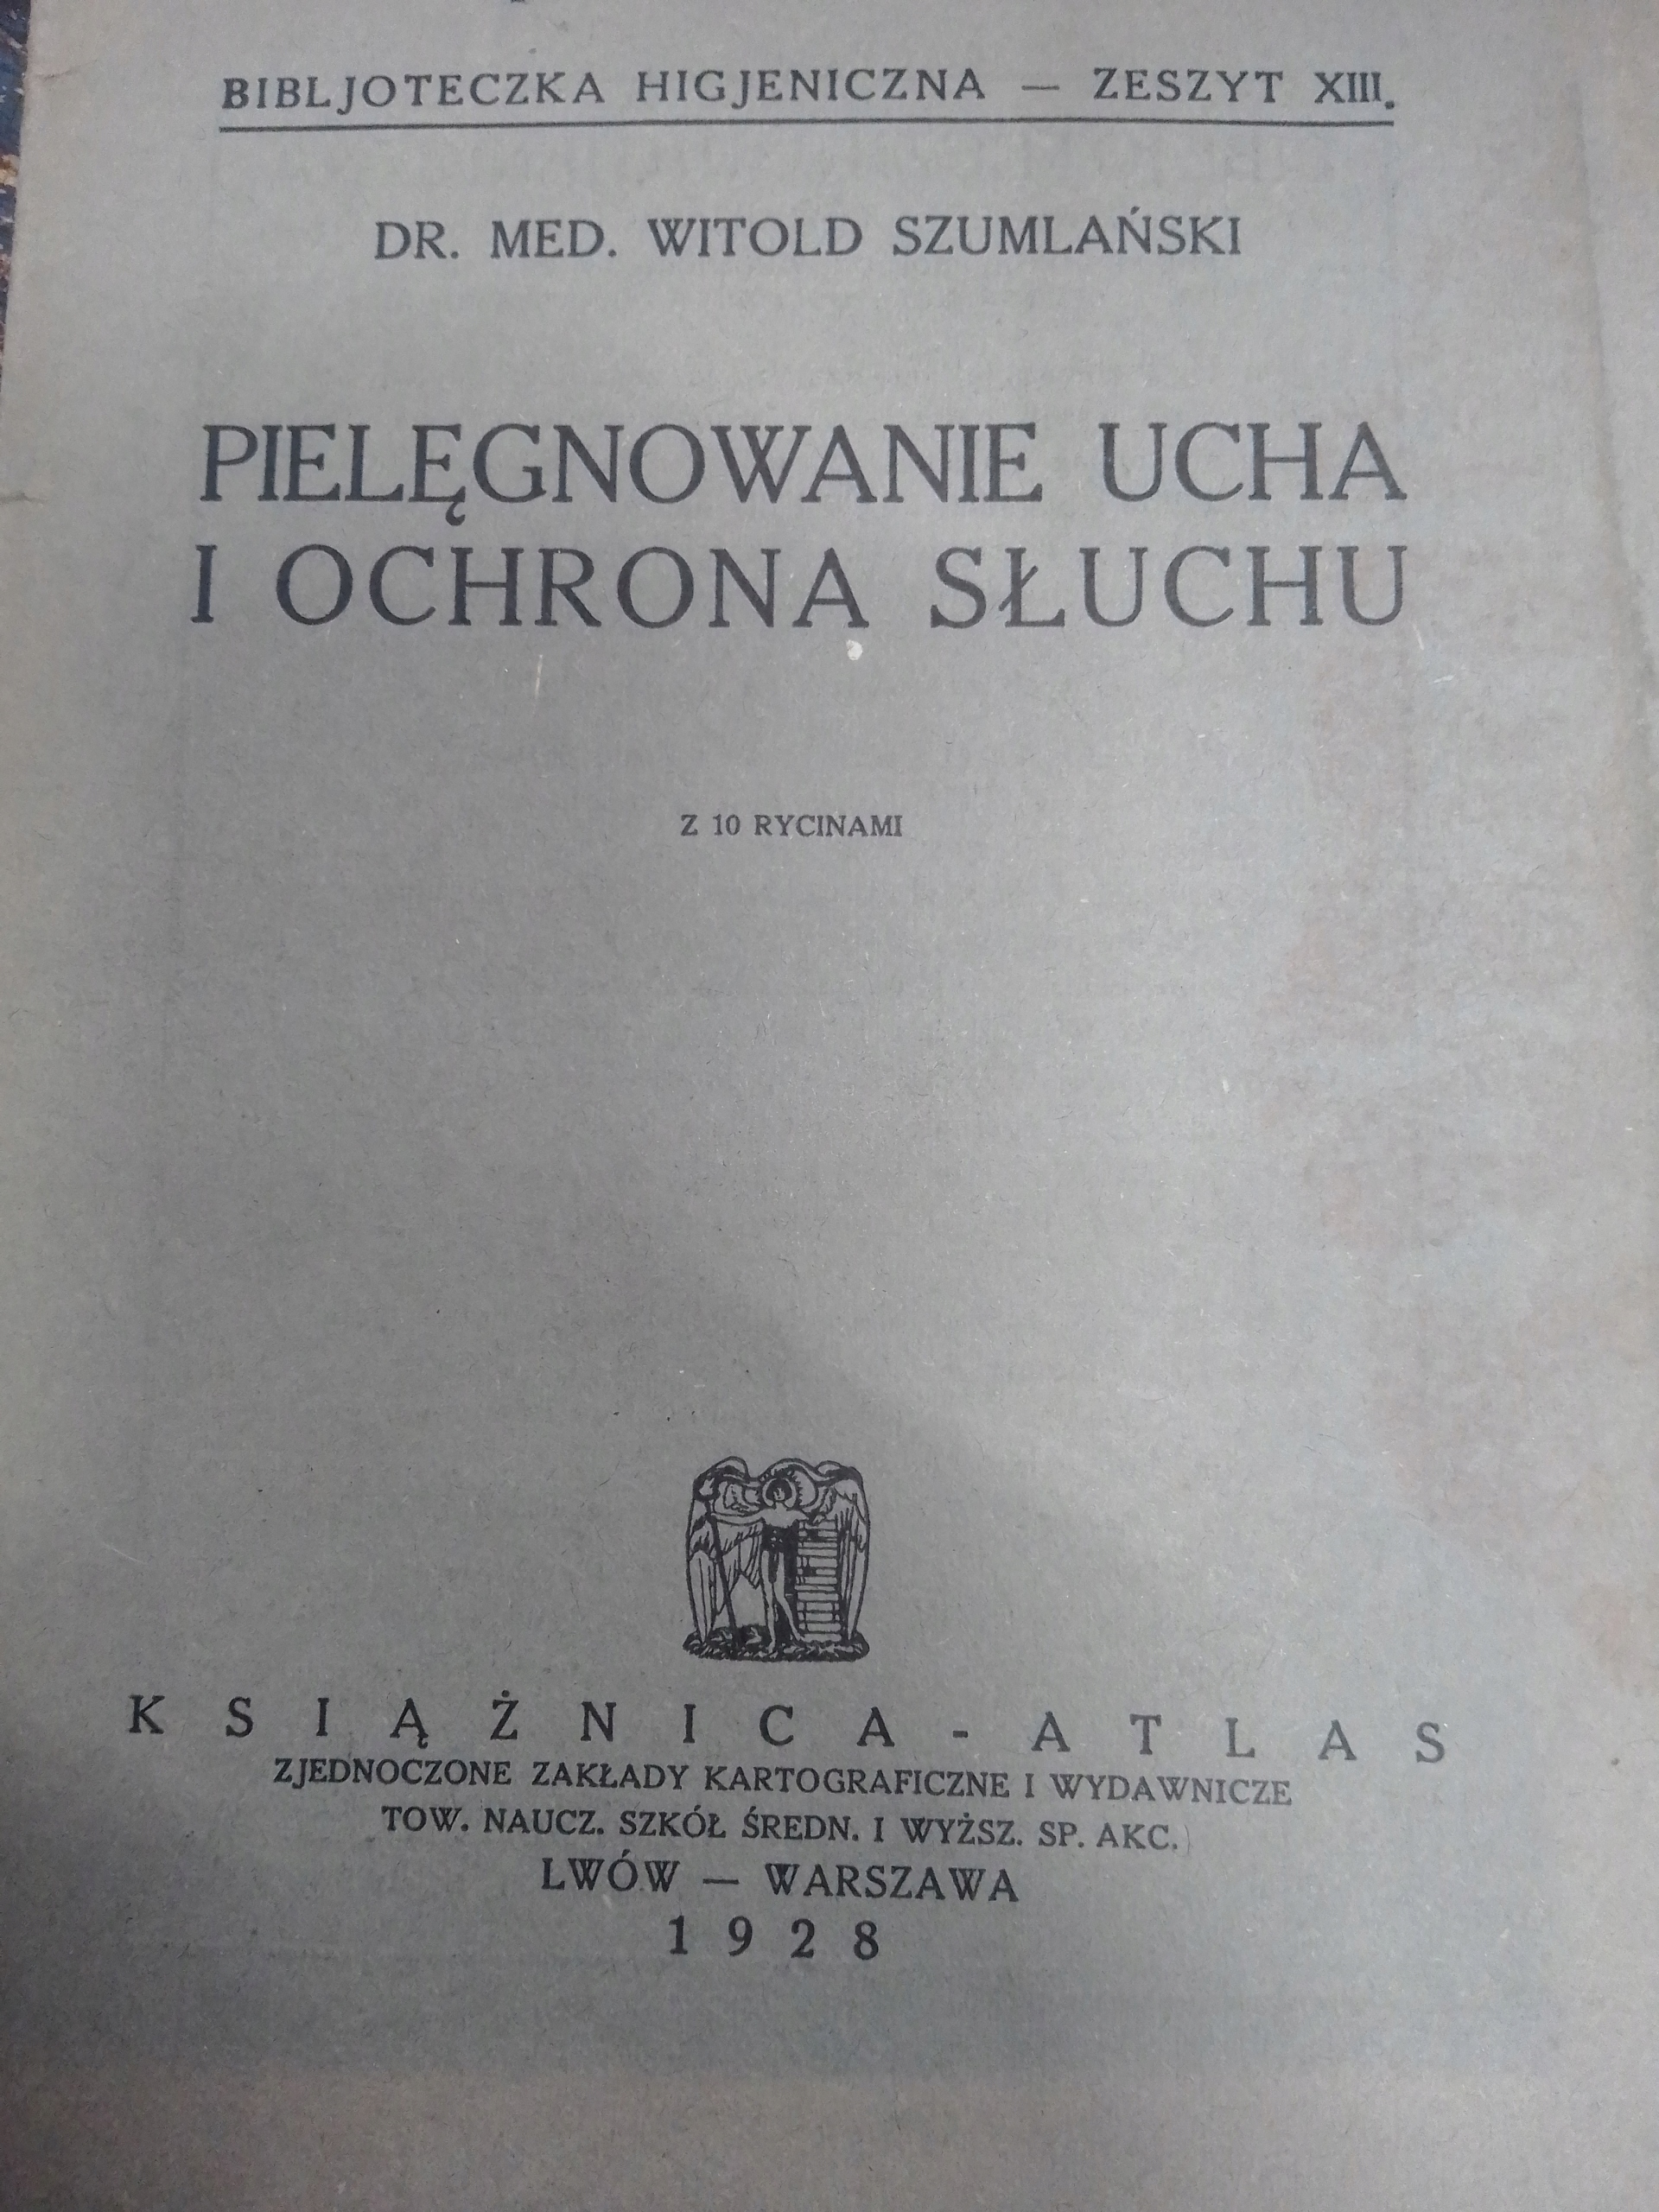 BIBLJOTECZKA HIGJENICZNA — ZESZYT XIII.
DR. MED. WITOLD SZUMLAŃSKI
PIELĘGNOWANIE UCHA
I OCHRONA SŁUCHU
Z 10 RYCINAMI
KSIĄŻNICA-ATLAS
ZJEDNOCZONE ZAKŁADY KARTOGRAFICZNE I WYDAWNICZE
TOW. NAUCZ. SZKÓŁ ŚREDN. I WYŻSZ. SP. AKC.
LWÓW — WARSZAWA
1928